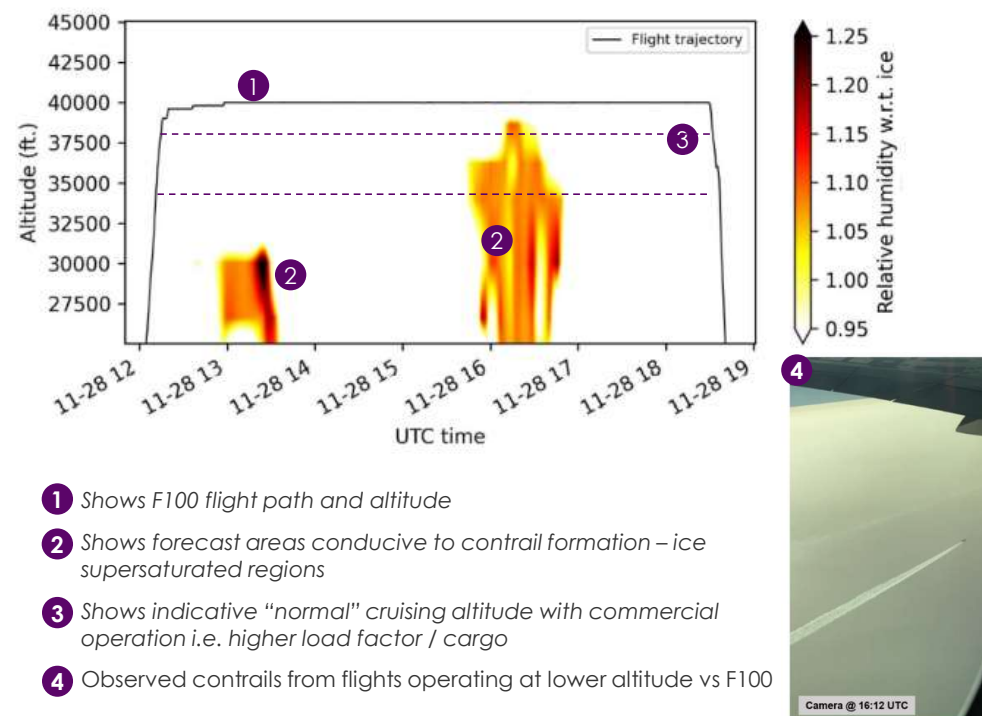 45000
42500
40000
37500
35000
32500
30000
27500
Altitude (ft.)
Flight trajectory
1
3
2
2
11-28 12
11-28 13
11-28 14
11-28 15
11-28 16
11-28 17
11-28 18
11-28 19
UTC time
1.25
1.20
1.15
1.10
1.05
1.00
0.95
Relative humidity w.r.t. ice
4
1 Shows F100 flight path and altitude
2 Shows forecast areas conducive to contrail formation – ice
supersaturated regions
3 Shows indicative “normal” cruising altitude with commercial
operation i.e. higher load factor / cargo
4 Observed contrails from flights operating at lower altitude vs F100
Camera @ 16:12 UTC